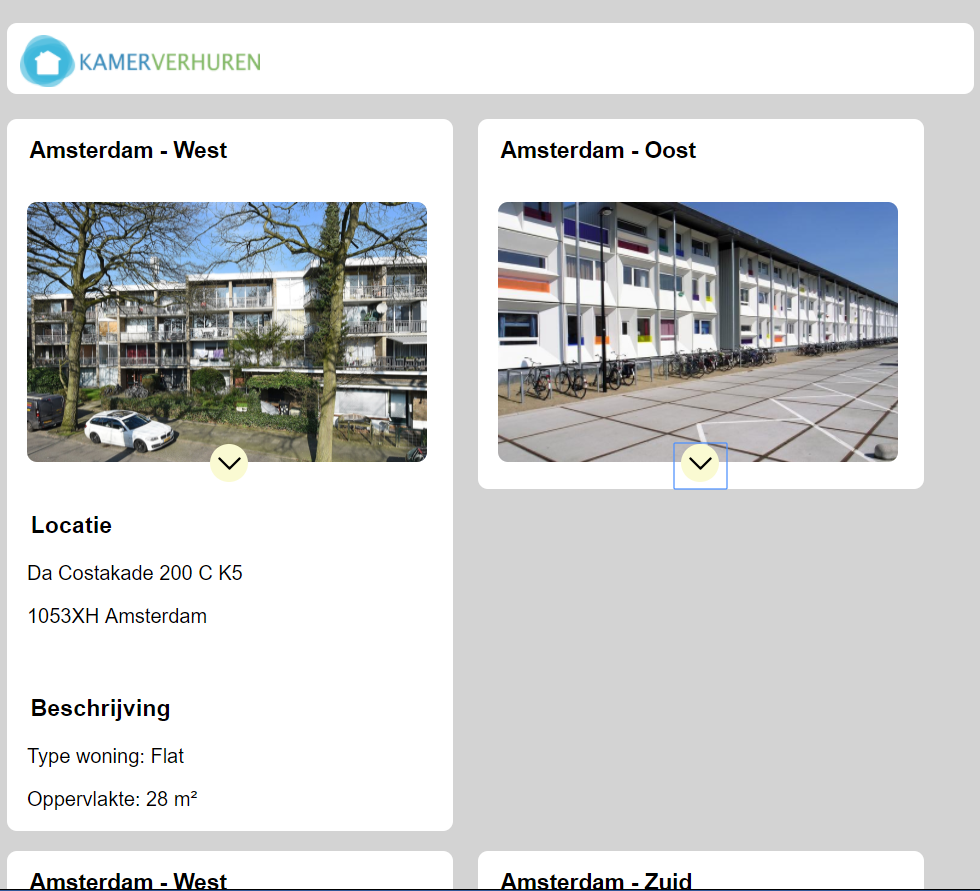 KAMERVERHUREN
Amsterdam - West
Amsterdam - Oost
Locatie
Da Costakade 200 C K5
1053XH Amsterdam
Beschrijving
Type woning: Flat
Oppervlakte: 28 m²
Amsterdam - West
Amsterdam - Zuid